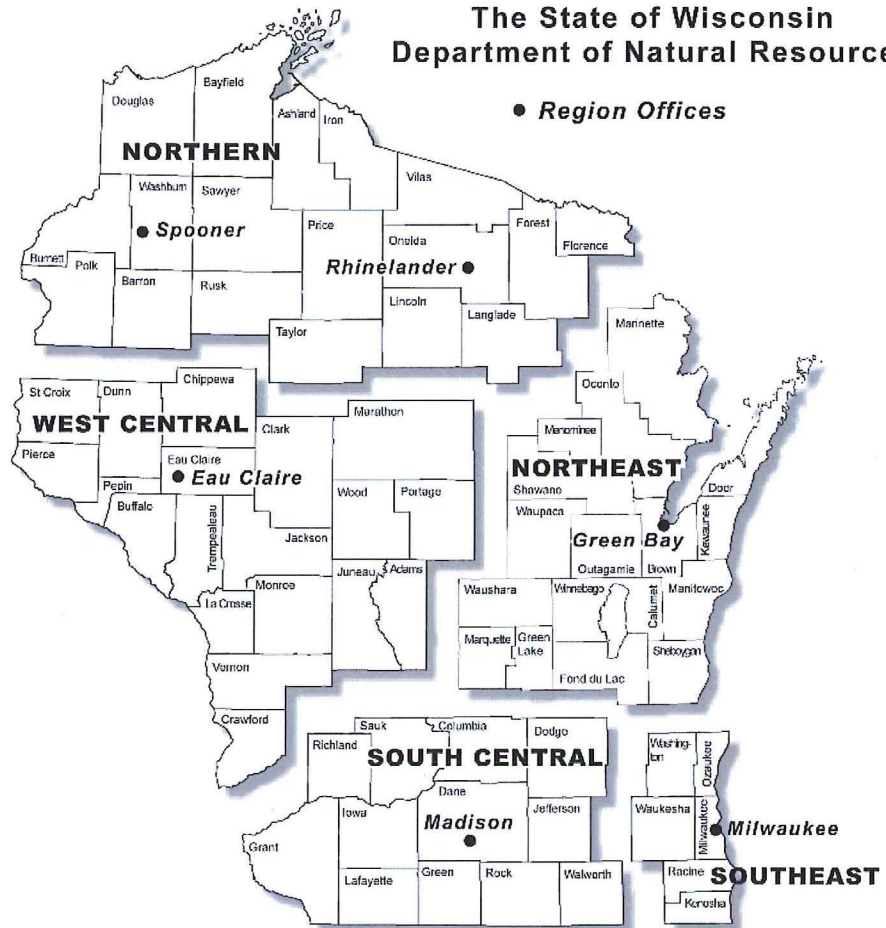 The State of Wisconsin
Department of Natural Resource
● Region Offices
Douglas
Bayfield
Ashland
Iron
NORTHERN
Vilas
Washburn
Sawyer
Spooner
Price
Oneida
Forest
Florence
Rhinelander
Burnett
Polk
Barron
Rusk
Lincoln
Langlade
Taylor
Marinette
Oconto
Menominee
NORTHEAST
Door
Showano
Waupaca
Green Bay
Kewaunee
Outagamie
Brown
Waushara
Winnebago
Calumet
Manitowoc
Marquette
Green
Lake
Sheboygan
Fond du Lac
St Croix
Dunn
Chippewa
WEST CENTRAL
Clark
Marathon
Pierce
Eau Claire
Eau Claire
Pepin
Buffalo
Wood
Portage
Trempealeau
Jackson
Monroe
Juneau
Adams
La Crosse
Vernon
Crawford
Sauk
Columbia
Dodge
Richland
SOUTH CENTRAL
Dane
Iowa
Madison
Jefferson
Grant
Lafayette
Green
Rock
Walworth
Washing-
ton
Ozaukee
Waukesha
Milwaukee
Milwaukee
Racine
SOUTHEAST
Kenosha